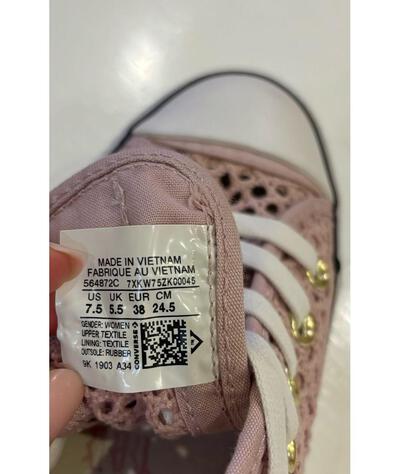 MADE IN VIETNAM
FABRIQUE AU VIETNAM
564872C 7XKW75ZK00045
US UK EUR CM
7.5 5.5 38 24.5
GENDER: WOMEN
UPPER TEXTILE
LINING: TEXTILE
OUTSOLE: RUBBER
CONVERSE
9K 1903 A34